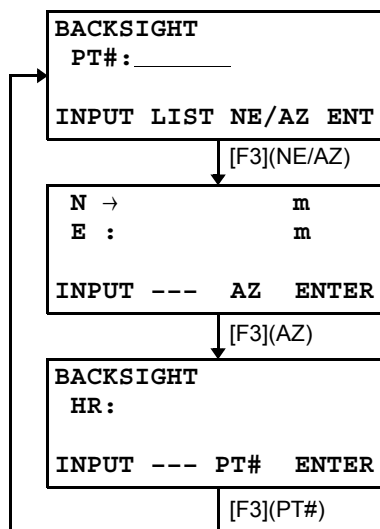 BACKSIGHT
PT#:________
INPUT LIST NE/AZ ENT
[F3](NE/AZ)
N → m
E : m
INPUT --- AZ ENTER
[F3](AZ)
BACKSIGHT
HR:
INPUT --- PT# ENTER
[F3](PT#)